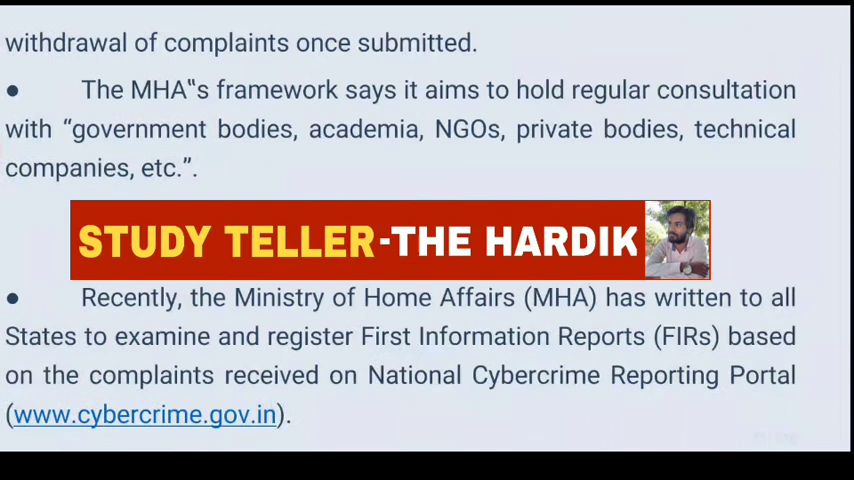 withdrawal of complaints once submitted.
● The MHA‟s framework says it aims to hold regular consultation
with “government bodies, academia, NGOs, private bodies, technical
companies, etc.”.
STUDY TELLER-THE HARDIK
● Recently, the Ministry of Home Affairs (MHA) has written to all
States to examine and register First Information Reports (FIRs) based
on the complaints received on National Cybercrime Reporting Portal
(www.cybercrime.gov.in).